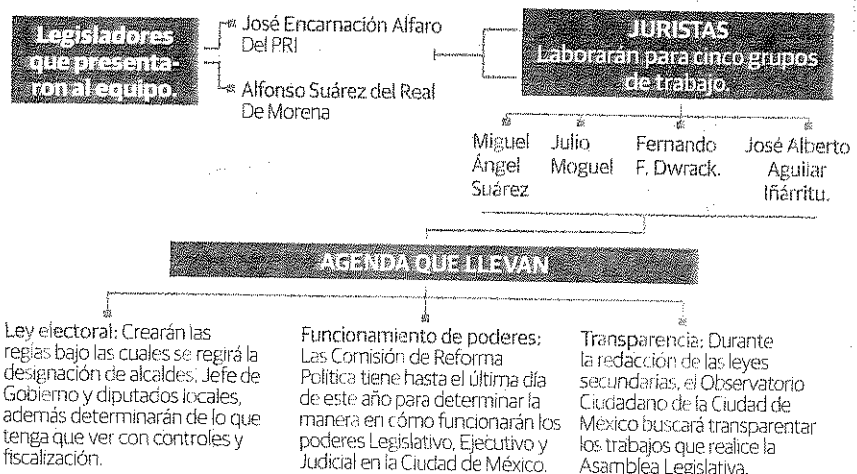 Legisladores
que presenta-
ron al equipo.
José Encarnación Alfaro
Del PRI
Alfonso Suárez del Real
De Morena
JURISTAS
Laborarán para cinco grupos
de trabajo.
Miguel
Ángel
Suárez
Julio
Moguel
Fernando
F. Dwrack.
José Alberto
Aguilar
Iñárritu.
AGENDA QUE LLEVAN
Ley electoral: Crearán las
reglas bajo las cuales se regirá la
designación de alcaldes, Jefe de
Gobierno y diputados locales,
además determinarán de lo que
tenga que ver con controles y
fiscalización.
Funcionamiento de poderes:
Las Comisión de Reforma
Política tiene hasta el última día
de este año para determinar la
manera en cómo funcionarán los
poderes Legislativo, Ejecutivo y
Judicial en la Ciudad de México.
Transparencia: Durante
la redacción de las leyes
secundarias, el Observatorio
Ciudadano de la Ciudad de
México buscará transparentar
los trabajos que realice la
Asamblea Legislativa.